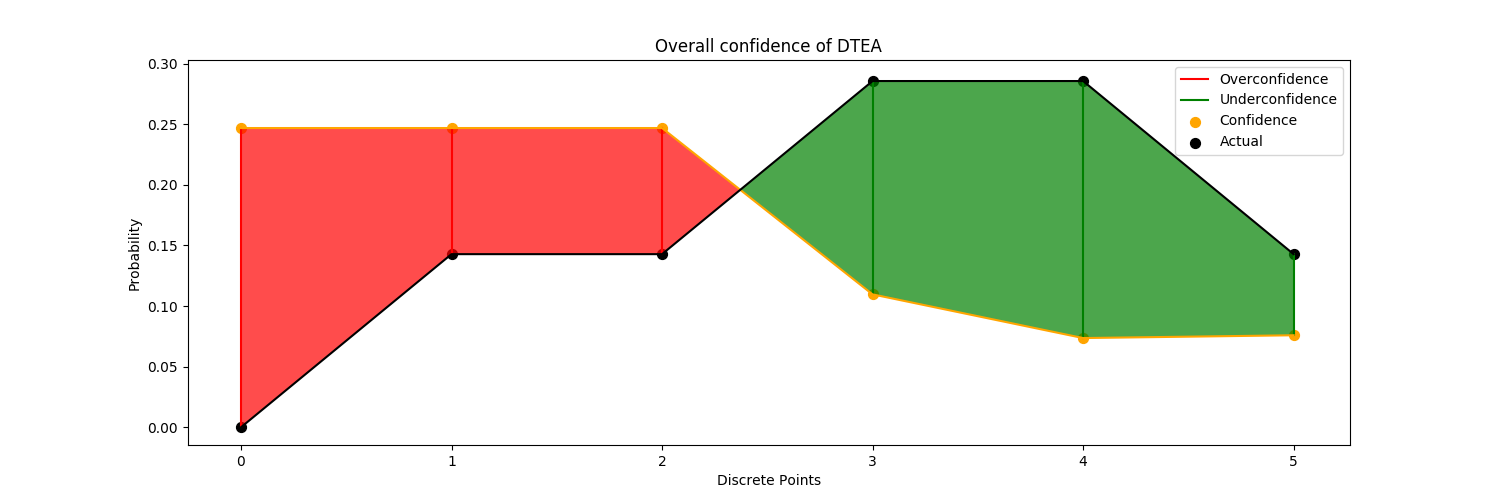 Overall confidence of DTEA
Overconfidence
Underconfidence
Confidence
Actual
0.30
0.25
0.20
0.15
0.10
0.05
0.00
Probability
0 1 2 3 4 5
Discrete Points